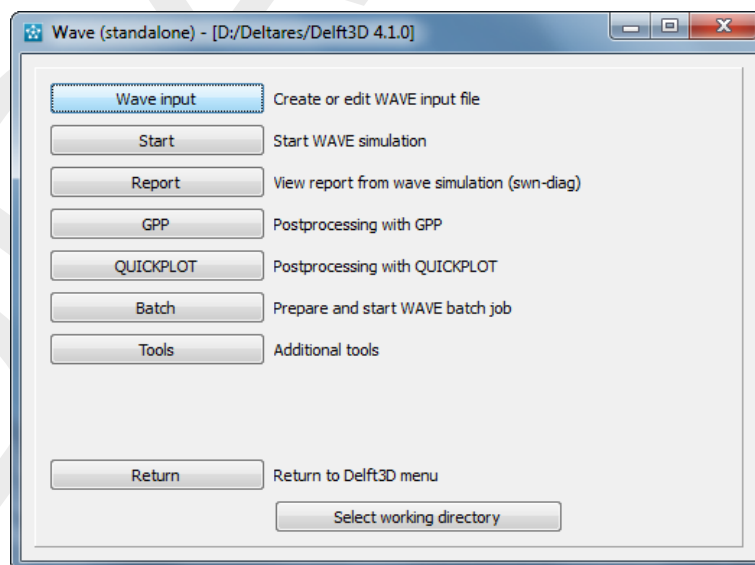 Wave (standalone) - [D:/Deltares/Delft3D 4.1.0]
Wave input Create or edit WAVE input file
Start Start WAVE simulation
Report View report from wave simulation (swn-diag)
GPP Postprocessing with GPP
QUICKPLOT Postprocessing with QUICKPLOT
Batch Prepare and start WAVE batch job
Tools Additional tools
Return Return to Delft3D menu
Select working directory